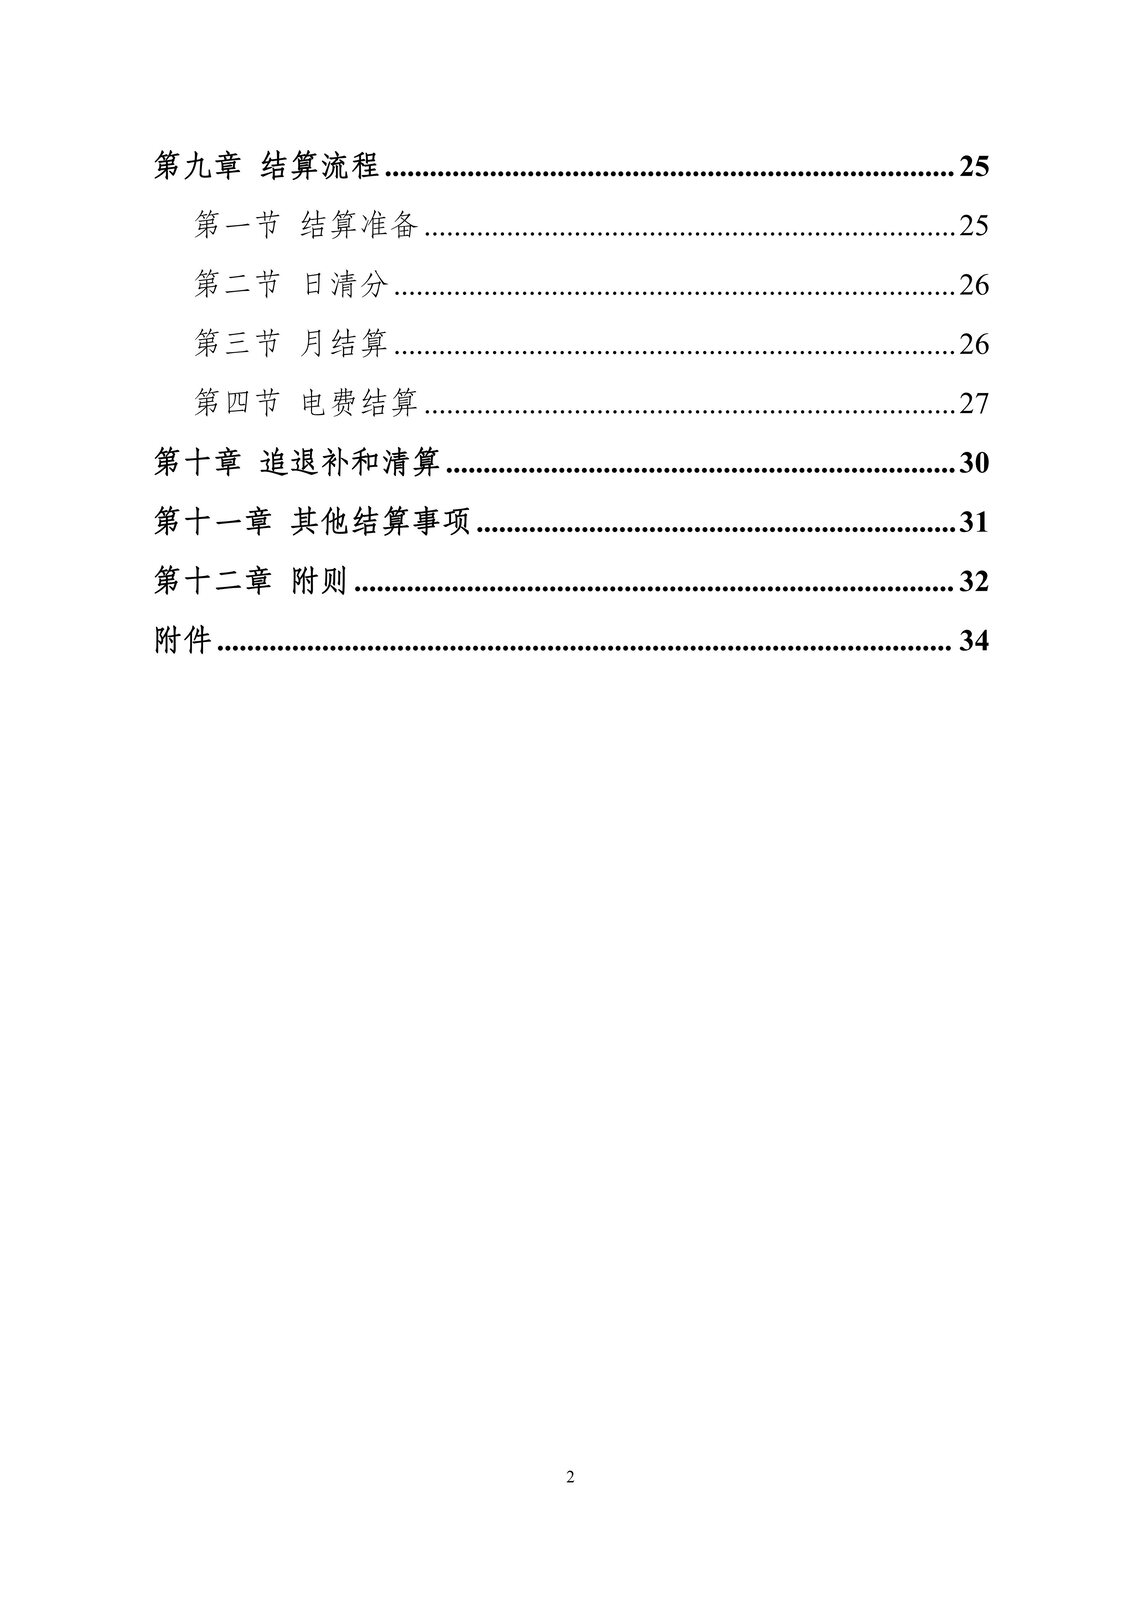 第九章 结算流程........................................................................... 25
第一节 结算准备.......................................................................25
第二节 日清分...........................................................................26
第三节 月结算...........................................................................26
第四节 电费结算.......................................................................27
第十章 追退补和清算...................................................................30
第十一章 其他结算事项...............................................................31
第十二章 附则............................................................................... 32
附件................................................................................................. 34
2